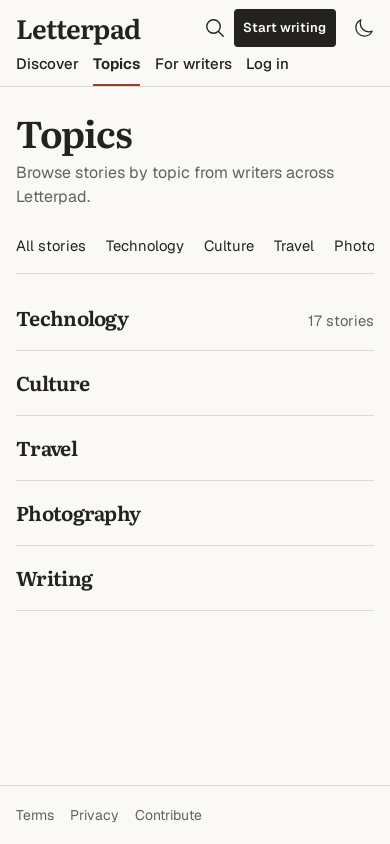 Letterpad
Start writing
Discover Topics For writers Log in
Topics
Browse stories by topic from writers across
Letterpad.
All stories Technology Culture Travel Photo
Technology 17 stories
Culture
Travel
Photography
Writing
Terms Privacy Contribute